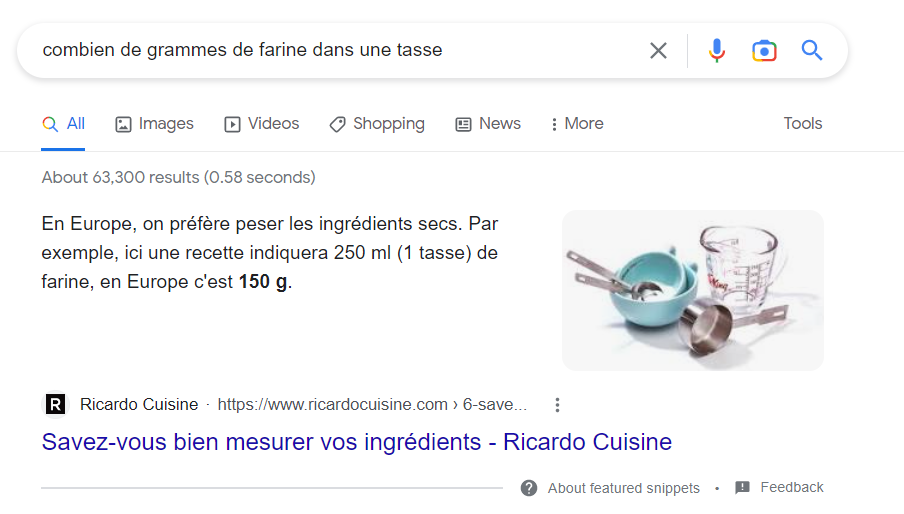 combien de grammes de farine dans une tasse
All
Images
Videos
Shopping
News
More
Tools
About 63,300 results (0.58 seconds)
En Europe, on préfère peser les ingrédients secs. Par
exemple, ici une recette indiquera 250 ml (1 tasse) de
farine, en Europe c'est 150 g.
R
Ricardo Cuisine · https://www.ricardocuisine.com › 6-save...
Savez-vous bien mesurer vos ingrédients - Ricardo Cuisine
About featured snippets • Feedback